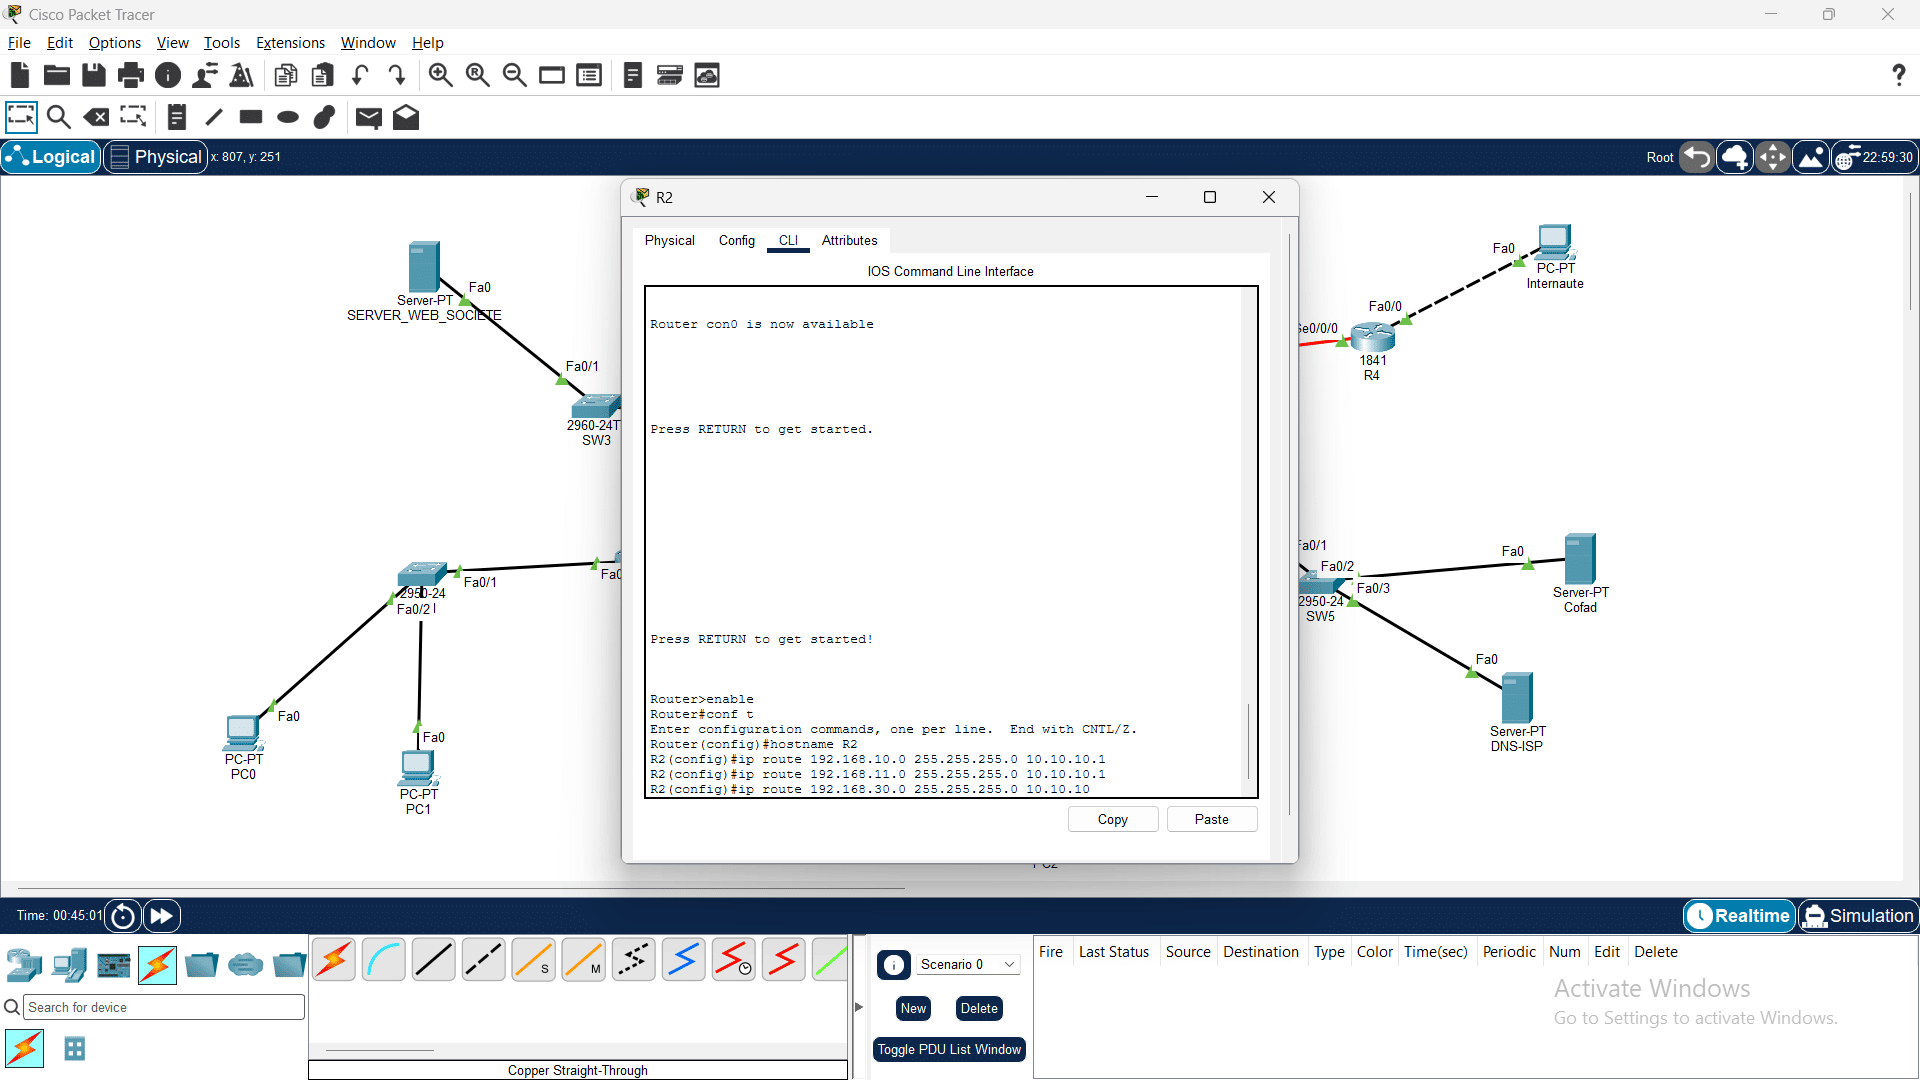 Cisco Packet Tracer
File Edit Options View Tools Extensions Window Help
Logical Physical x: 807, y: 251
Root 22:59:30
R2
Physical Config CLI Attributes
IOS Command Line Interface
Router con0 is now available
Press RETURN to get started.
Press RETURN to get started!
Router>enable
Router#conf t
Enter configuration commands, one per line. End with CNTL/Z.
Router(config)#hostname R2
R2(config)#ip route 192.168.10.0 255.255.255.0 10.10.10.1
R2(config)#ip route 192.168.11.0 255.255.255.0 10.10.10.1
R2(config)#ip route 192.168.30.0 255.255.255.0 10.10.10
Copy Paste
Fa0
Server-PT
SERVER_WEB_SOCIETE
Fa0/1
2960-24T
SW3
Fa0/1
2950-24
Fa0/2
Fa0
PC-PT
PC0
Fa0
PC-PT
PC1
Fa0
PC-PT
Internaute
Fa0/0
Se0/0/0
1841
R4
Fa0/1
Fa0/2
Fa0/3
2950-24
SW5
Fa0
Server-PT
Cofad
Fa0
Server-PT
DNS-ISP
PC2
Time: 00:45:01
Realtime Simulation
Search for device
S M
Copper Straight-Through
Scenario 0
New Delete
Toggle PDU List Window
Fire Last Status Source Destination Type Color Time(sec) Periodic Num Edit Delete
Activate Windows
Go to Settings to activate Windows.